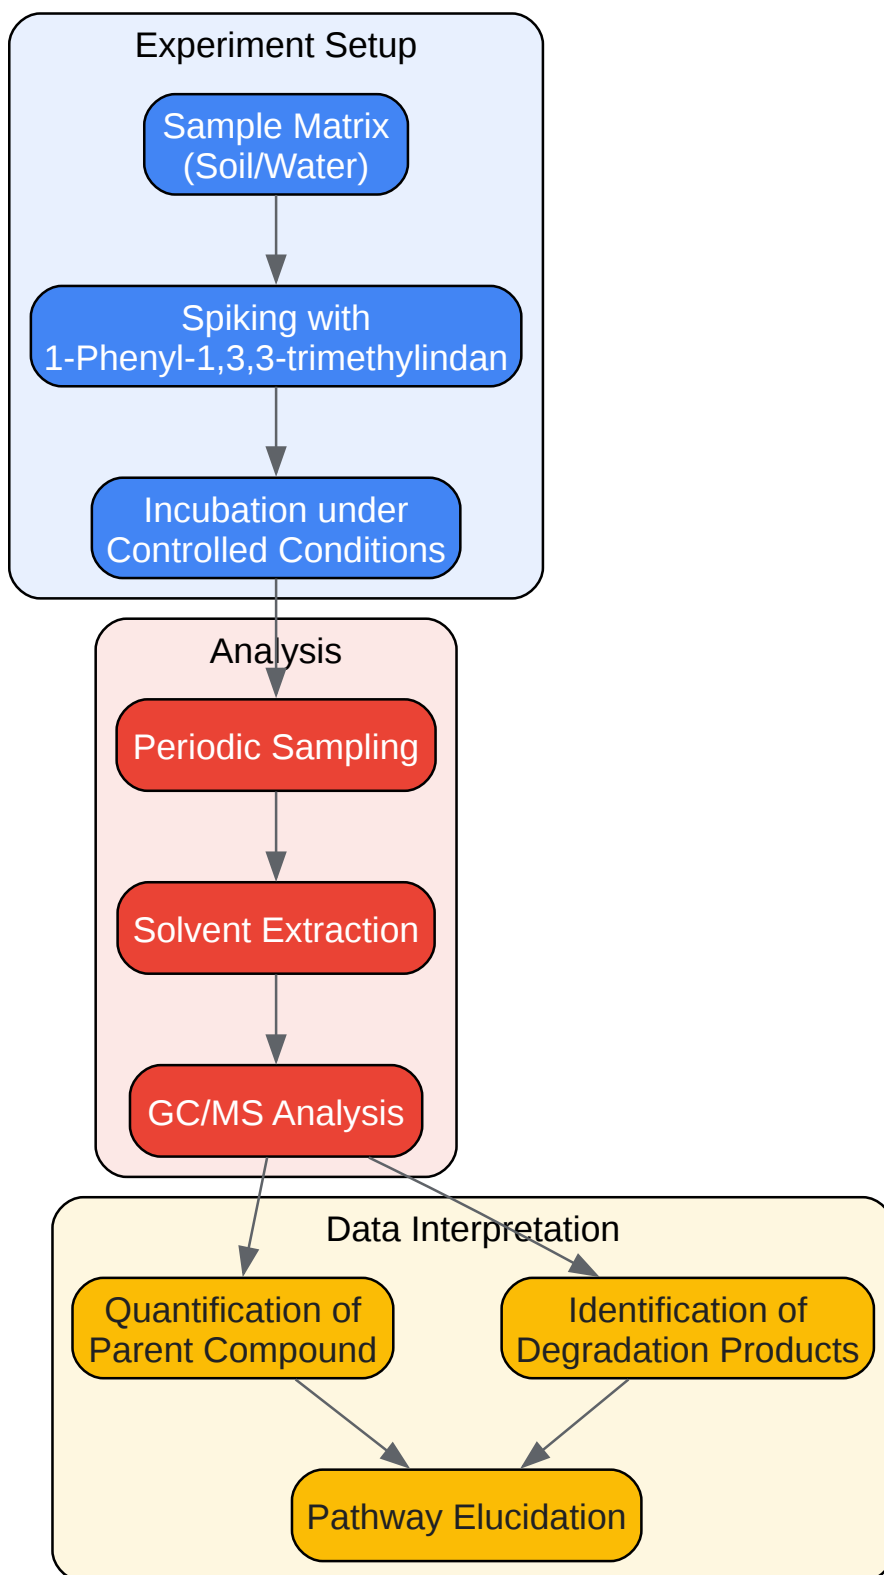 Experiment Setup
Sample Matrix
(Soil/Water)
Spiking with
1-Phenyl-1,3,3-trimethylindan
Incubation under
Controlled Conditions
Analysis
Periodic Sampling
Solvent Extraction
GC/MS Analysis
Data Interpretation
Quantification of
Parent Compound
Identification of
Degradation Products
Pathway Elucidation